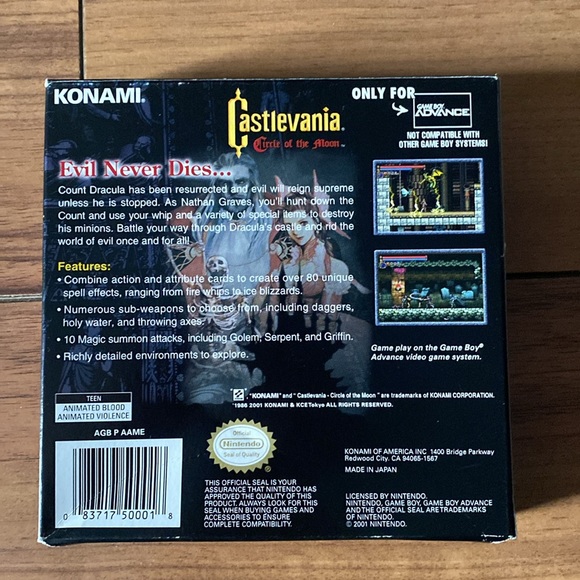 KONAMI®
Castlevania®
Circle of the Moon™
ONLY FOR
GAME BOY
ADVANCE
NOT COMPATIBLE WITH
OTHER GAME BOY SYSTEMS!
Evil Never Dies...
Count Dracula has been resurrected and evil will reign supreme
unless he is stopped. As Nathan Graves, you'll hunt down the
Count and use your whip and a variety of special items to destroy
his minions. Battle your way through Dracula's castle and rid the
world of evil once and for all!
Features:
• Combine action and attribute cards to create over 80 unique
spell effects, ranging from fire whips to ice blizzards.
• Numerous sub-weapons to choose from, including daggers,
holy water, and throwing axes.
• 10 Magic summon attacks, including Golem, Serpent, and Griffin.
• Richly detailed environments to explore.
Game play on the Game Boy®
Advance video game system.
TEEN
ANIMATED BLOOD
ANIMATED VIOLENCE
AGB P AAME
0 83717 50001 8
, "KONAMI" and " Castlevania - Circle of the Moon " are trademarks of KONAMI CORPORATION.
©1986 2001 KONAMI & KCETokyo ALL RIGHTS RESERVED.
Official
Nintendo
Seal of Quality
THIS OFFICIAL SEAL IS YOUR
ASSURANCE THAT NINTENDO HAS
APPROVED THE QUALITY OF THIS
PRODUCT. ALWAYS LOOK FOR THIS
SEAL WHEN BUYING GAMES AND
ACCESSORIES TO ENSURE
COMPLETE COMPATIBILITY.
KONAMI OF AMERICA INC 1400 Bridge Parkway
Redwood City. CA 94065-1567
MADE IN JAPAN
LICENSED BY NINTENDO.
NINTENDO, GAME BOY, GAME BOY ADVANCE
AND THE OFFICIAL SEAL ARE TRADEMARKS
OF NINTENDO.
© 2001 NINTENDO.